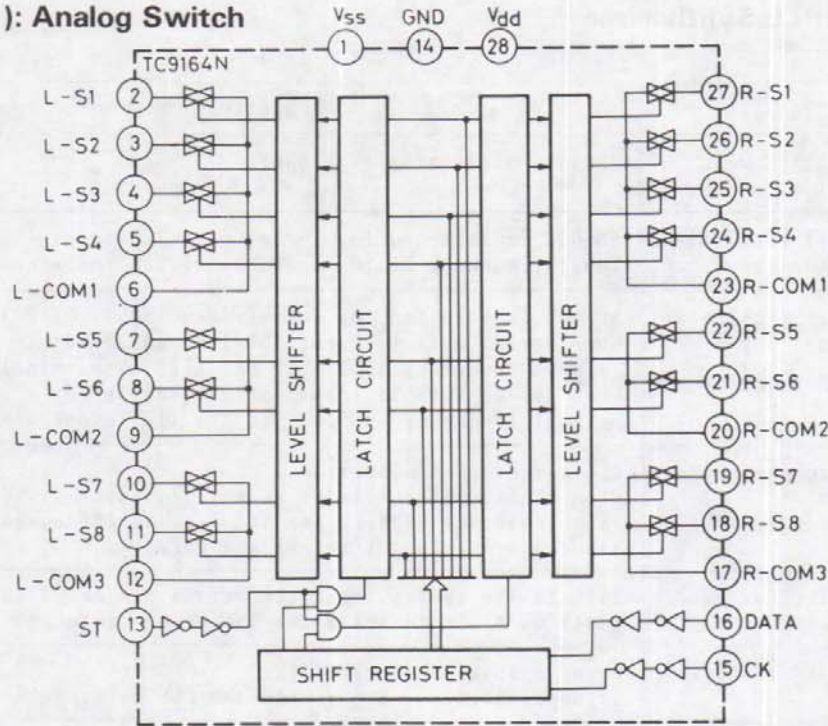 ): Analog Switch
Vss GND Vdd
1 14 28
TC9164N
L-S1 2
L-S2 3
L-S3 4
L-S4 5
L-COM1 6
L-S5 7
L-S6 8
L-COM2 9
L-S7 10
L-S8 11
L-COM3 12
ST 13
LEVEL SHIFTER
LATCH CIRCUIT
LATCH CIRCUIT
LEVEL SHIFTER
27 R-S1
26 R-S2
25 R-S3
24 R-S4
23 R-COM1
22 R-S5
21 R-S6
20 R-COM2
19 R-S7
18 R-S8
17 R-COM3
16 DATA
15 CK
SHIFT REGISTER